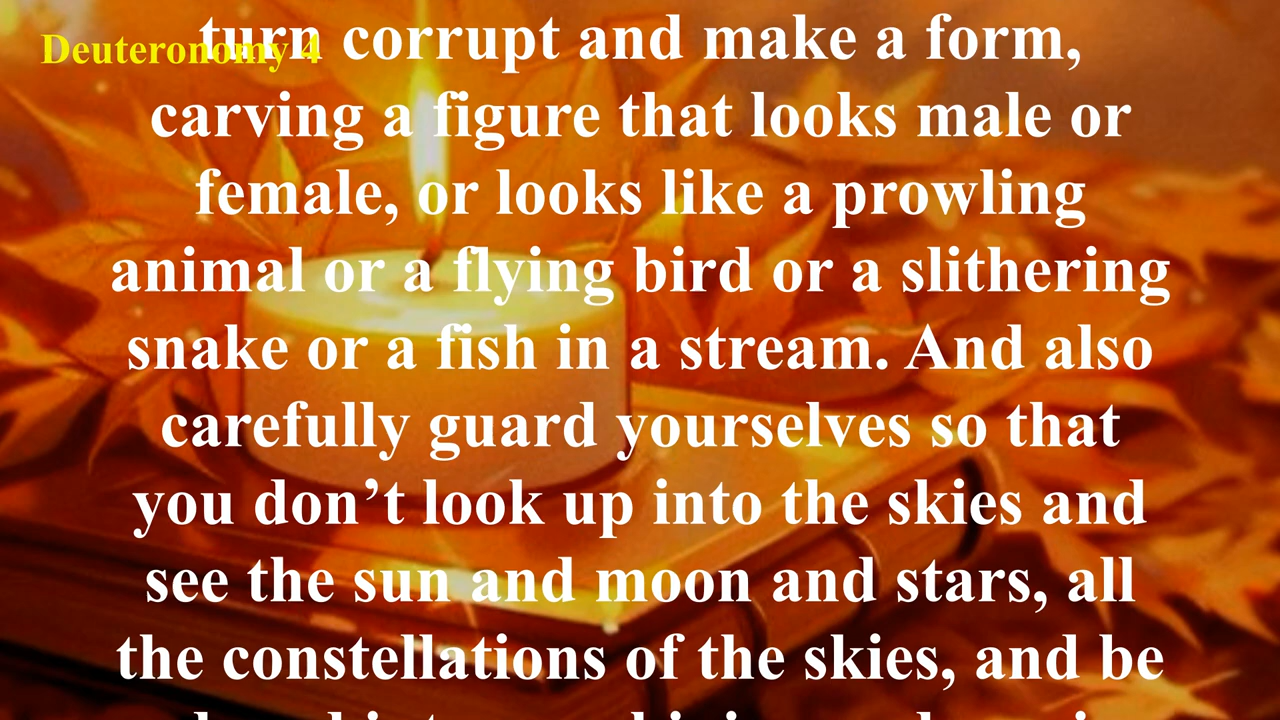 Deuteronomy 4
turn corrupt and make a form,
carving a figure that looks male or
female, or looks like a prowling
animal or a flying bird or a slithering
snake or a fish in a stream. And also
carefully guard yourselves so that
you don’t look up into the skies and
see the sun and moon and stars, all
the constellations of the skies, and be